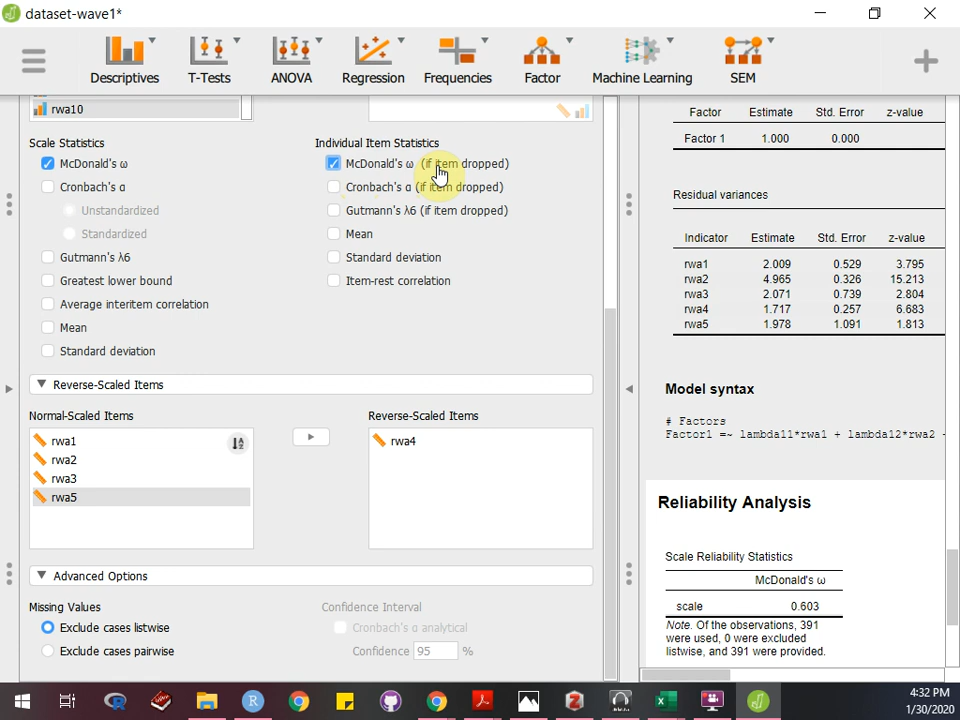 dataset-wave1*
Descriptives
T-Tests
ANOVA
Regression
Frequencies
Factor
Machine Learning
SEM
rwa10
Scale Statistics
McDonald's ω
Cronbach's α
Unstandardized
Standardized
Gutmann's λ6
Greatest lower bound
Average interitem correlation
Mean
Standard deviation
Individual Item Statistics
McDonald's ω (if item dropped)
Cronbach's α (if item dropped)
Gutmann's λ6 (if item dropped)
Mean
Standard deviation
Item-rest correlation
Reverse-Scaled Items
Normal-Scaled Items
rwa1
rwa2
rwa3
rwa5
Reverse-Scaled Items
rwa4
Advanced Options
Missing Values
Exclude cases listwise
Exclude cases pairwise
Confidence Interval
Cronbach's α analytical
Confidence 95 %
Factor Estimate Std. Error z-value
Factor 1 1.000 0.000
Residual variances
Indicator Estimate Std. Error z-value
rwa1 2.009 0.529 3.795
rwa2 4.965 0.326 15.213
rwa3 2.071 0.739 2.804
rwa4 1.717 0.257 6.683
rwa5 1.978 1.091 1.813
Model syntax
# Factors
Factor1 =~ lambda11*rwa1 + lambda12*rwa2
Reliability Analysis
Scale Reliability Statistics
McDonald's ω
scale 0.603
Note. Of the observations, 391
were used, 0 were excluded
listwise, and 391 were provided.
4:32 PM
1/30/2020